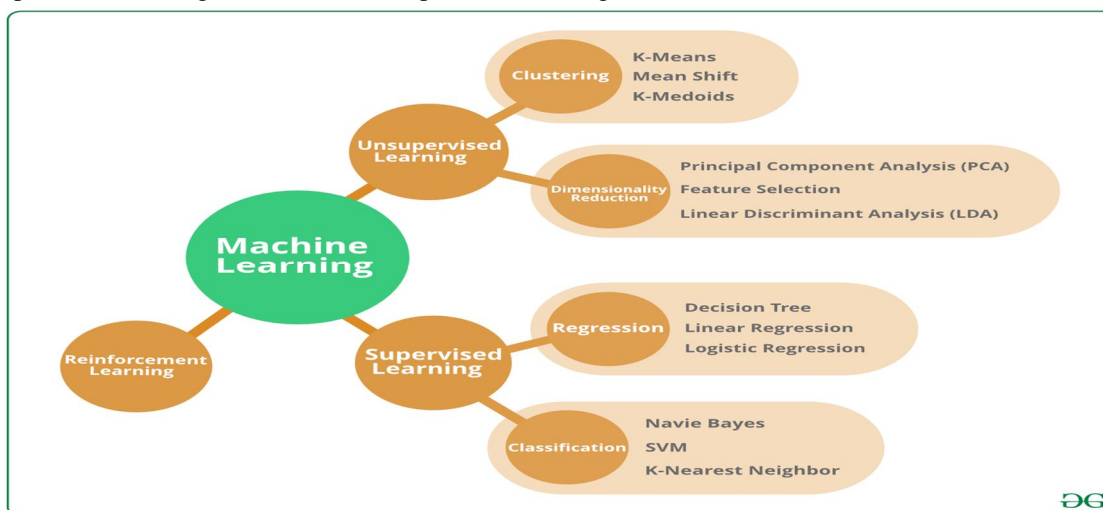 Clustering
K-Means
Mean Shift
K-Medoids
Unsupervised
Learning
Dimensionality
Reduction
Principal Component Analysis (PCA)
Feature Selection
Linear Discriminant Analysis (LDA)
Machine
Learning
Reinforcement
Learning
Supervised
Learning
Regression
Decision Tree
Linear Regression
Logistic Regression
Classification
Navie Bayes
SVM
K-Nearest Neighbor